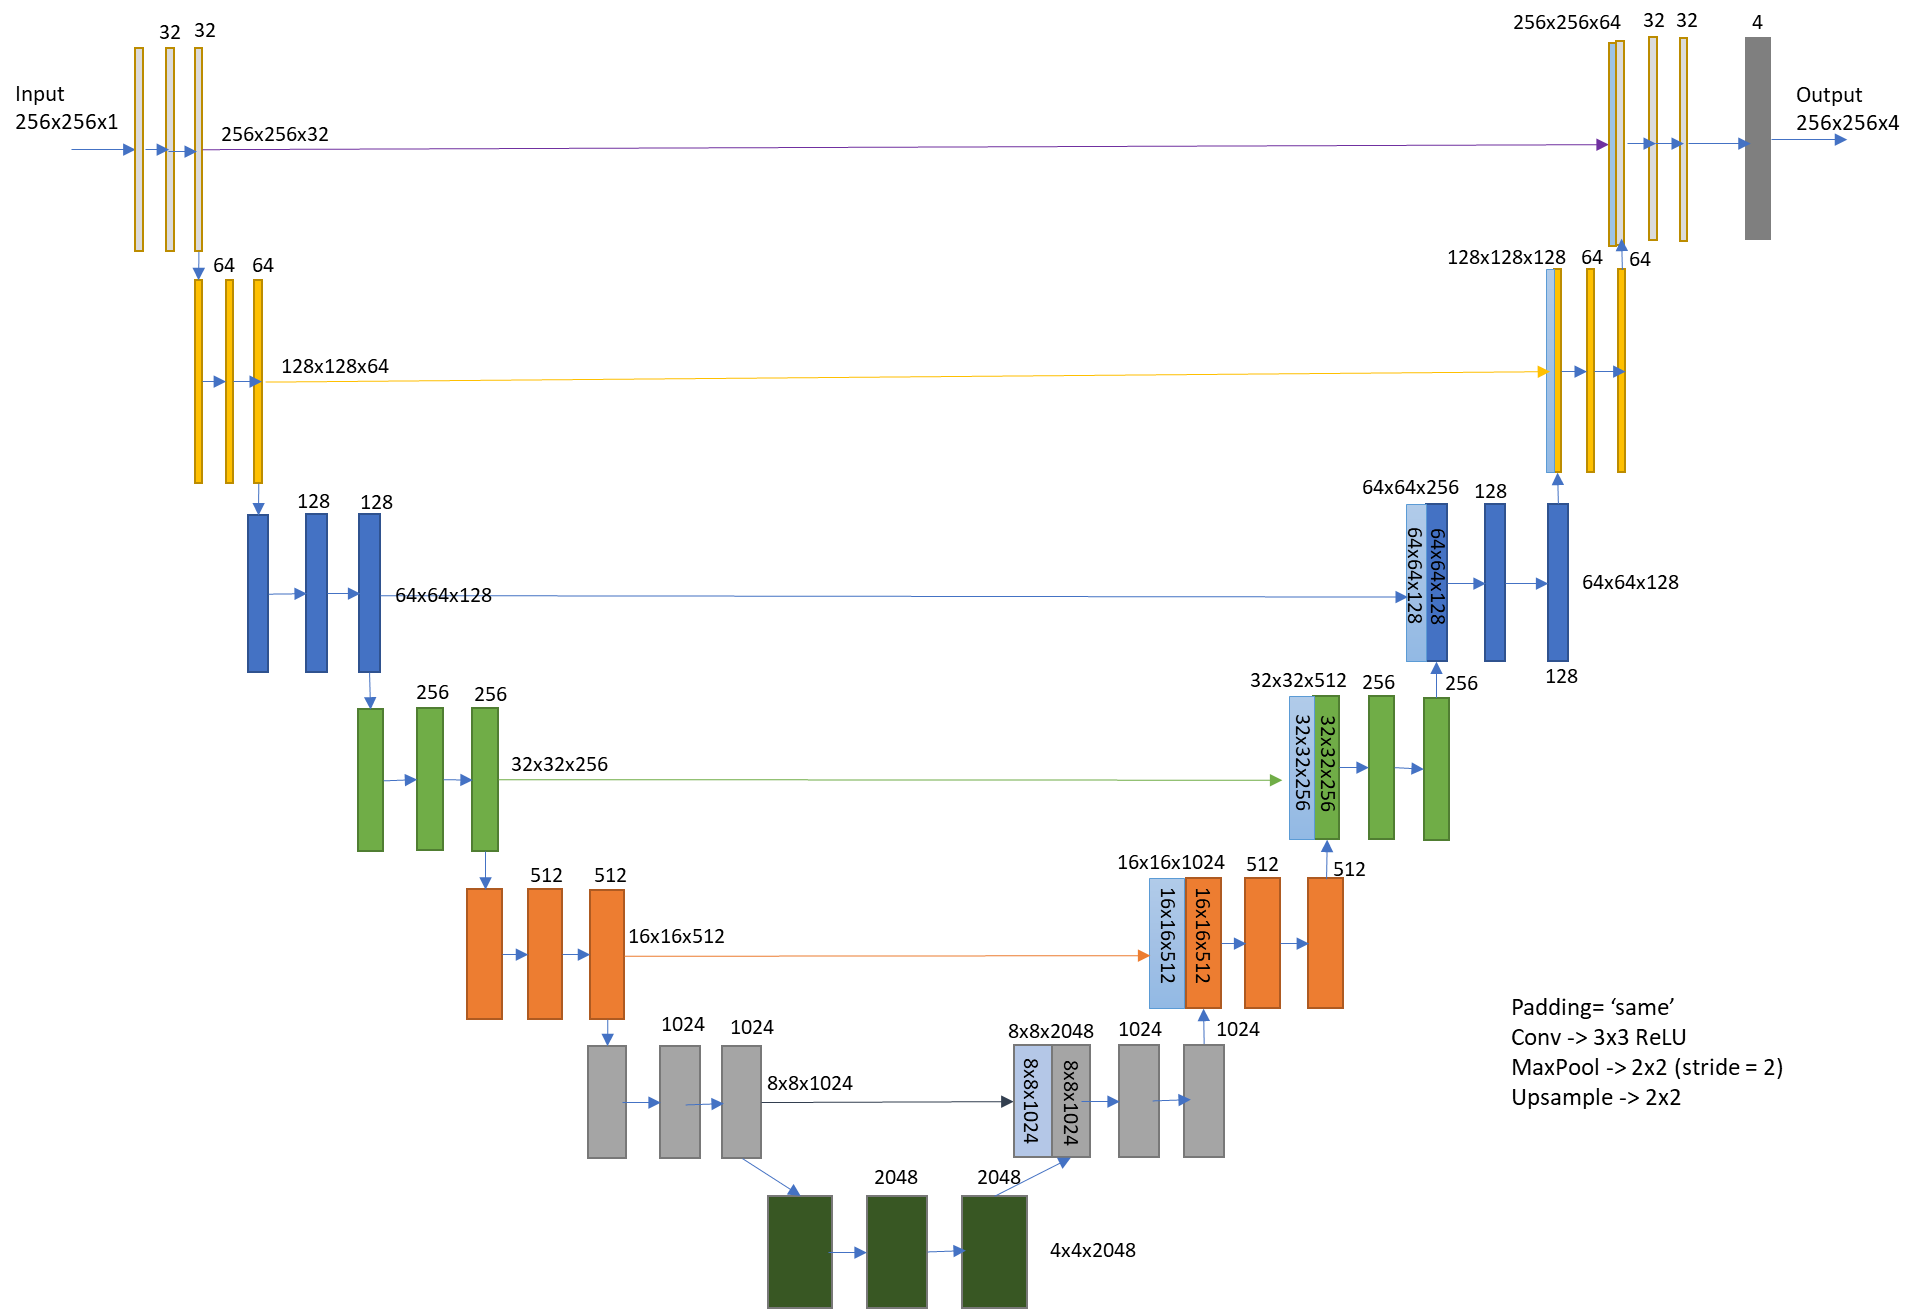 32
32
256x256x64
32
32
4
Input
256x256x1
256x256x32
Output
256x256x4
64
64
128x128x128
64
64
128x128x64
128
128
64x64x256
128
64x64x128
64x64x128
64x64x128
64x64x128
128
256
256
32x32x512
256
256
32x32x256
32x32x256
32x32x256
512
512
16x16x1024
512
512
16x16x512
16x16x512
16x16x512
Padding= ‘same’
Conv -> 3x3 ReLU
MaxPool -> 2x2 (stride = 2)
Upsample -> 2x2
1024
1024
8x8x2048
1024
1024
8x8x1024
8x8x1024
8x8x1024
2048
2048
4x4x2048